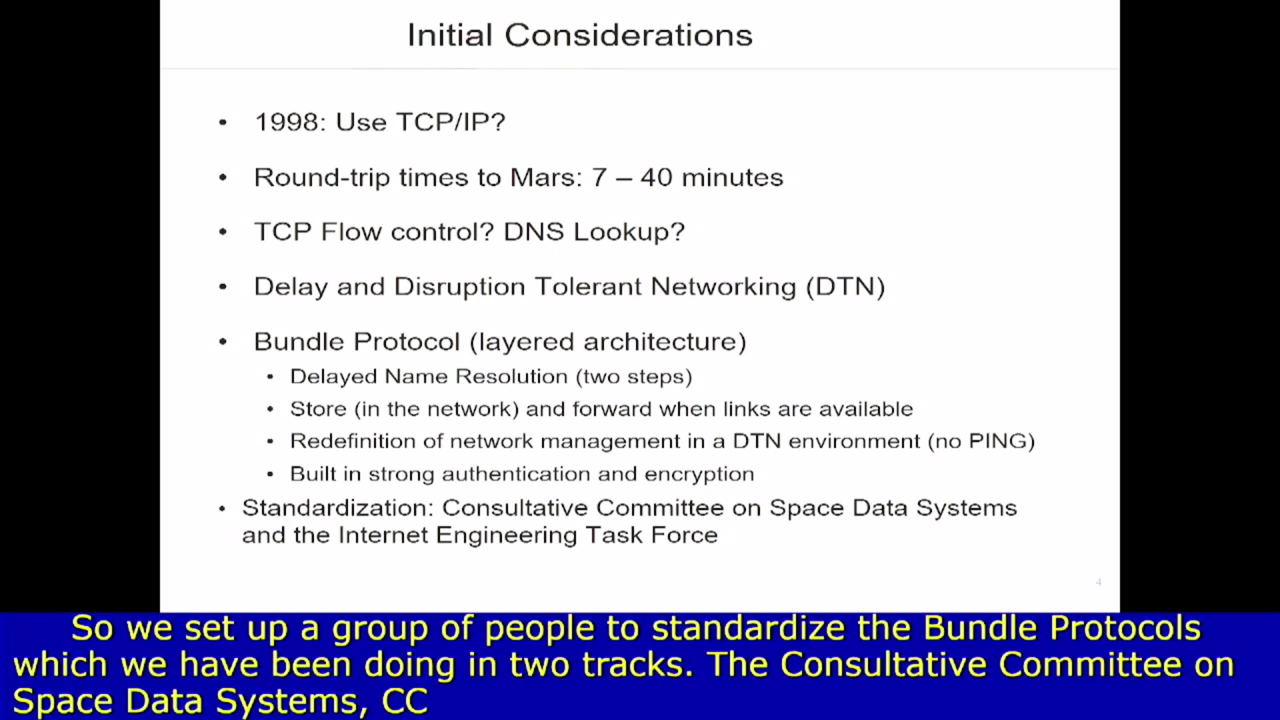 Initial Considerations
• 1998: Use TCP/IP?
• Round-trip times to Mars: 7 – 40 minutes
• TCP Flow control? DNS Lookup?
• Delay and Disruption Tolerant Networking (DTN)
• Bundle Protocol (layered architecture)
• Delayed Name Resolution (two steps)
• Store (in the network) and forward when links are available
• Redefinition of network management in a DTN environment (no PING)
• Built in strong authentication and encryption
• Standardization: Consultative Committee on Space Data Systems
and the Internet Engineering Task Force
4
So we set up a group of people to standardize the Bundle Protocols
which we have been doing in two tracks. The Consultative Committee on
Space Data Systems, CC